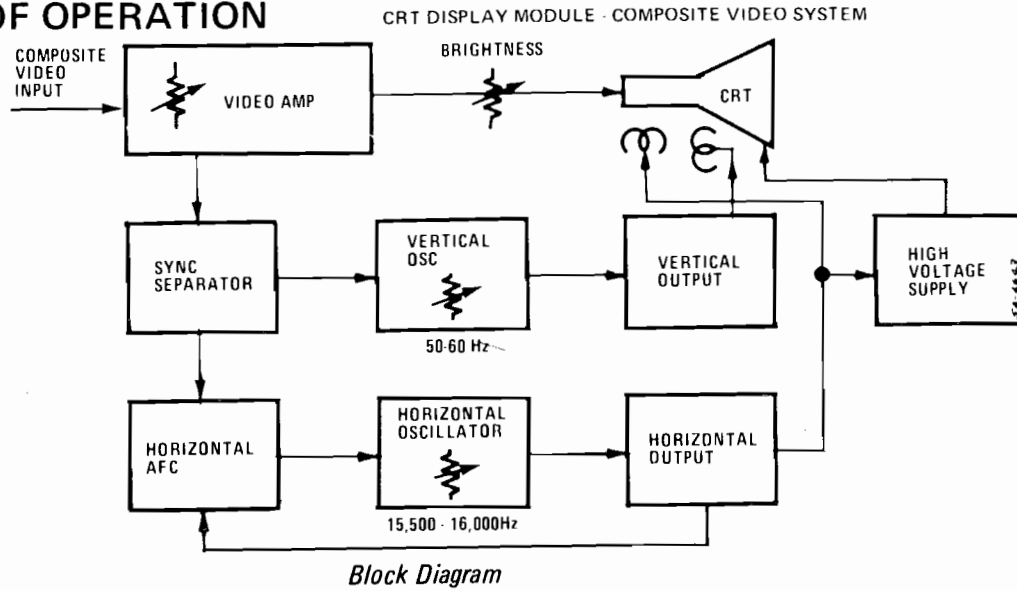 OF OPERATION
CRT DISPLAY MODULE - COMPOSITE VIDEO SYSTEM
COMPOSITE
VIDEO
INPUT
VIDEO AMP
BRIGHTNESS
CRT
SYNC
SEPARATOR
VERTICAL
OSC
50-60 Hz
VERTICAL
OUTPUT
HIGH
VOLTAGE
SUPPLY
HORIZONTAL
AFC
HORIZONTAL
OSCILLATOR
15,500 - 16,000Hz
HORIZONTAL
OUTPUT
Block Diagram